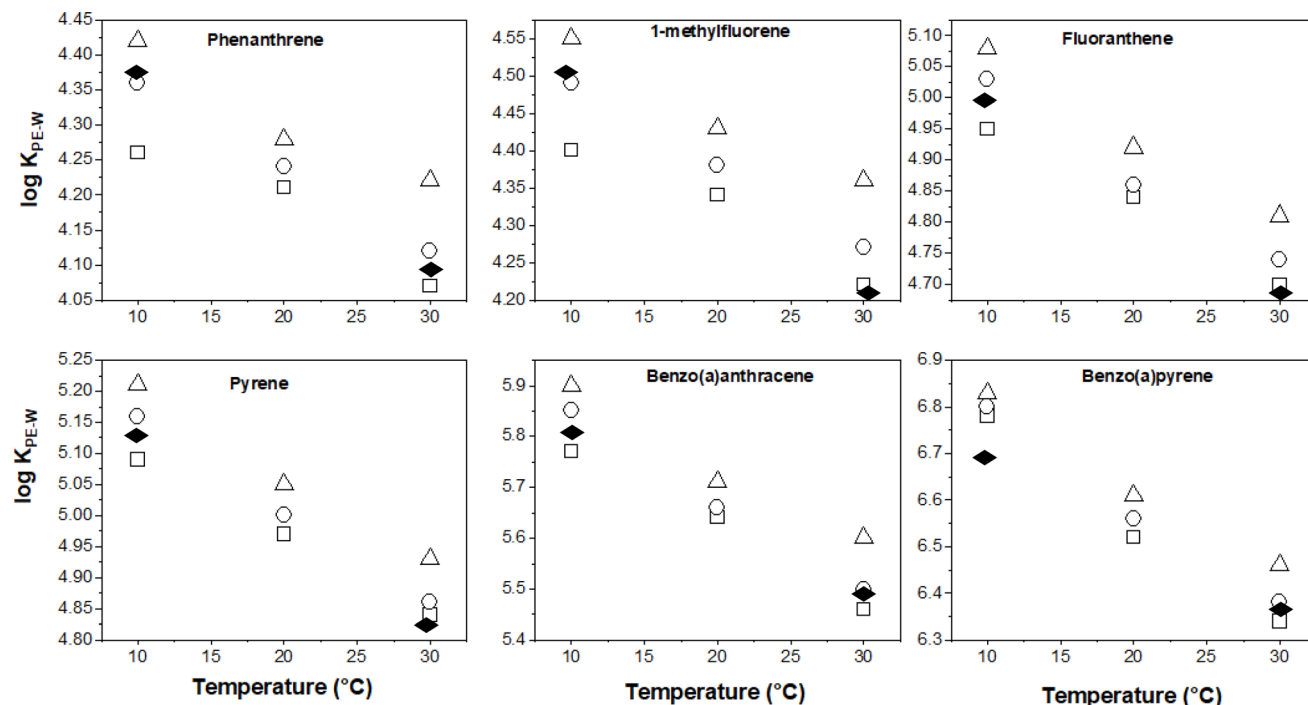 Phenanthrene
log K_PE-W
4.45
4.40
4.35
4.30
4.25
4.20
4.15
4.10
4.05
10 15 20 25 30
1-methylfluorene
4.55
4.50
4.45
4.40
4.35
4.30
4.25
4.20
10 15 20 25 30
Fluoranthene
5.10
5.05
5.00
4.95
4.90
4.85
4.80
4.75
4.70
10 15 20 25 30
Pyrene
log K_PE-W
5.25
5.20
5.15
5.10
5.05
5.00
4.95
4.90
4.85
4.80
10 15 20 25 30
Temperature (°C)
Benzo(a)anthracene
5.9
5.8
5.7
5.6
5.5
5.4
10 15 20 25 30
Temperature (°C)
Benzo(a)pyrene
6.9
6.8
6.7
6.6
6.5
6.4
6.3
10 15 20 25 30
Temperature (°C)